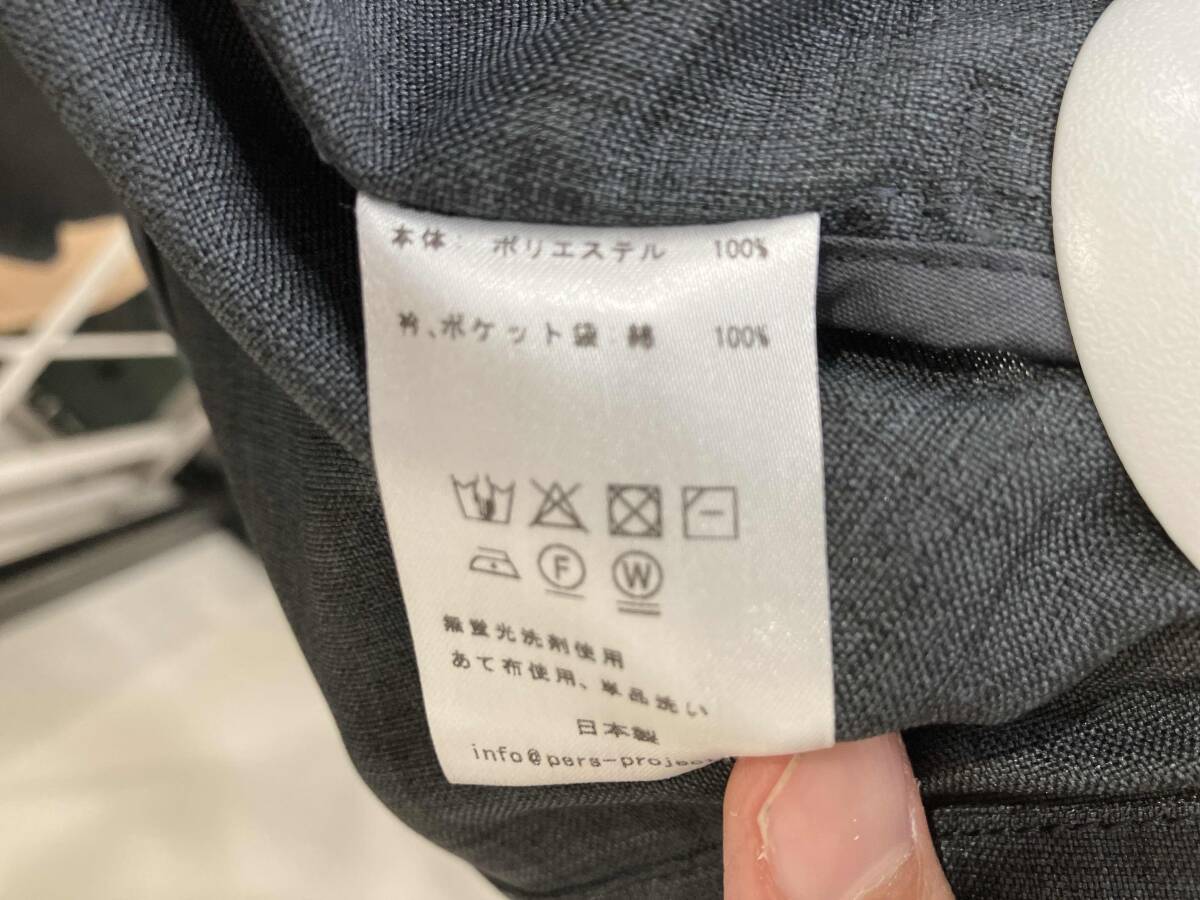 本体: ポリエステル 100%
衿、ポケット袋:綿 100%
F W
無蛍光洗剤使用
あて布使用、単品洗い
日本製
info@pers-projec